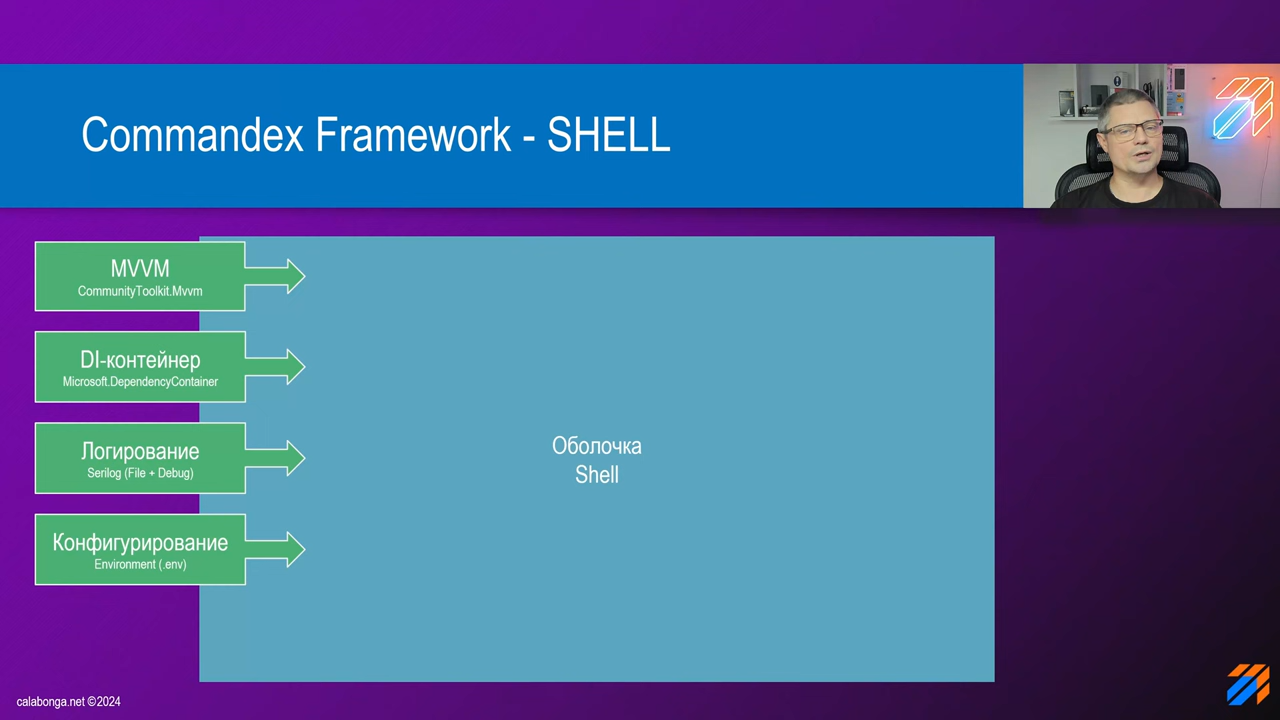 Commandex Framework - SHELL
MVVM
CommunityToolkit.Mvvm
DI-контейнер
Microsoft.DependencyContainer
Логирование
Serilog (File + Debug)
Конфигурирование
Environment (.env)
Оболочка
Shell
calabonga.net ©2024